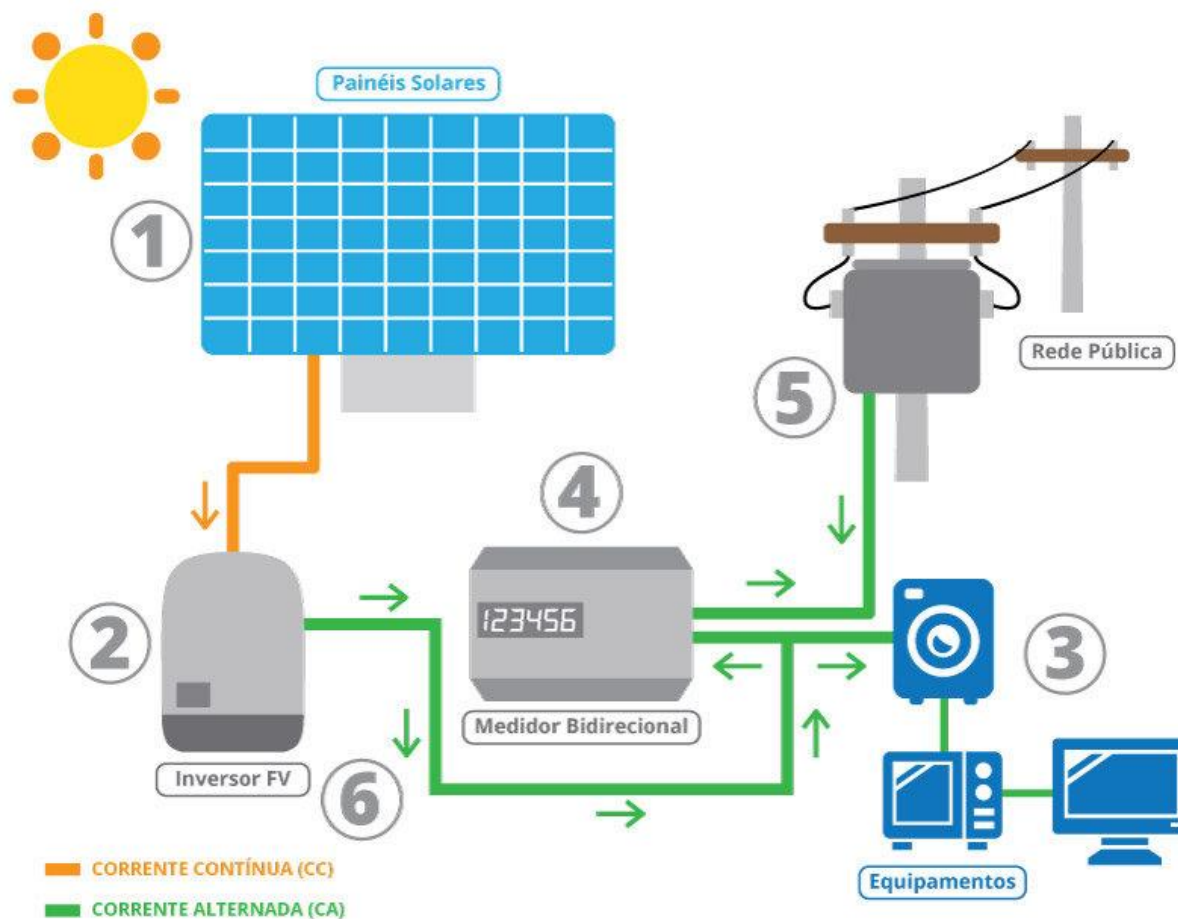 Painéis Solares
1
Rede Pública
5
4
123456
2
3
Medidor Bidirecional
Inversor FV
6
Equipamentos
CORRENTE CONTÍNUA (CC)
CORRENTE ALTERNADA (CA)